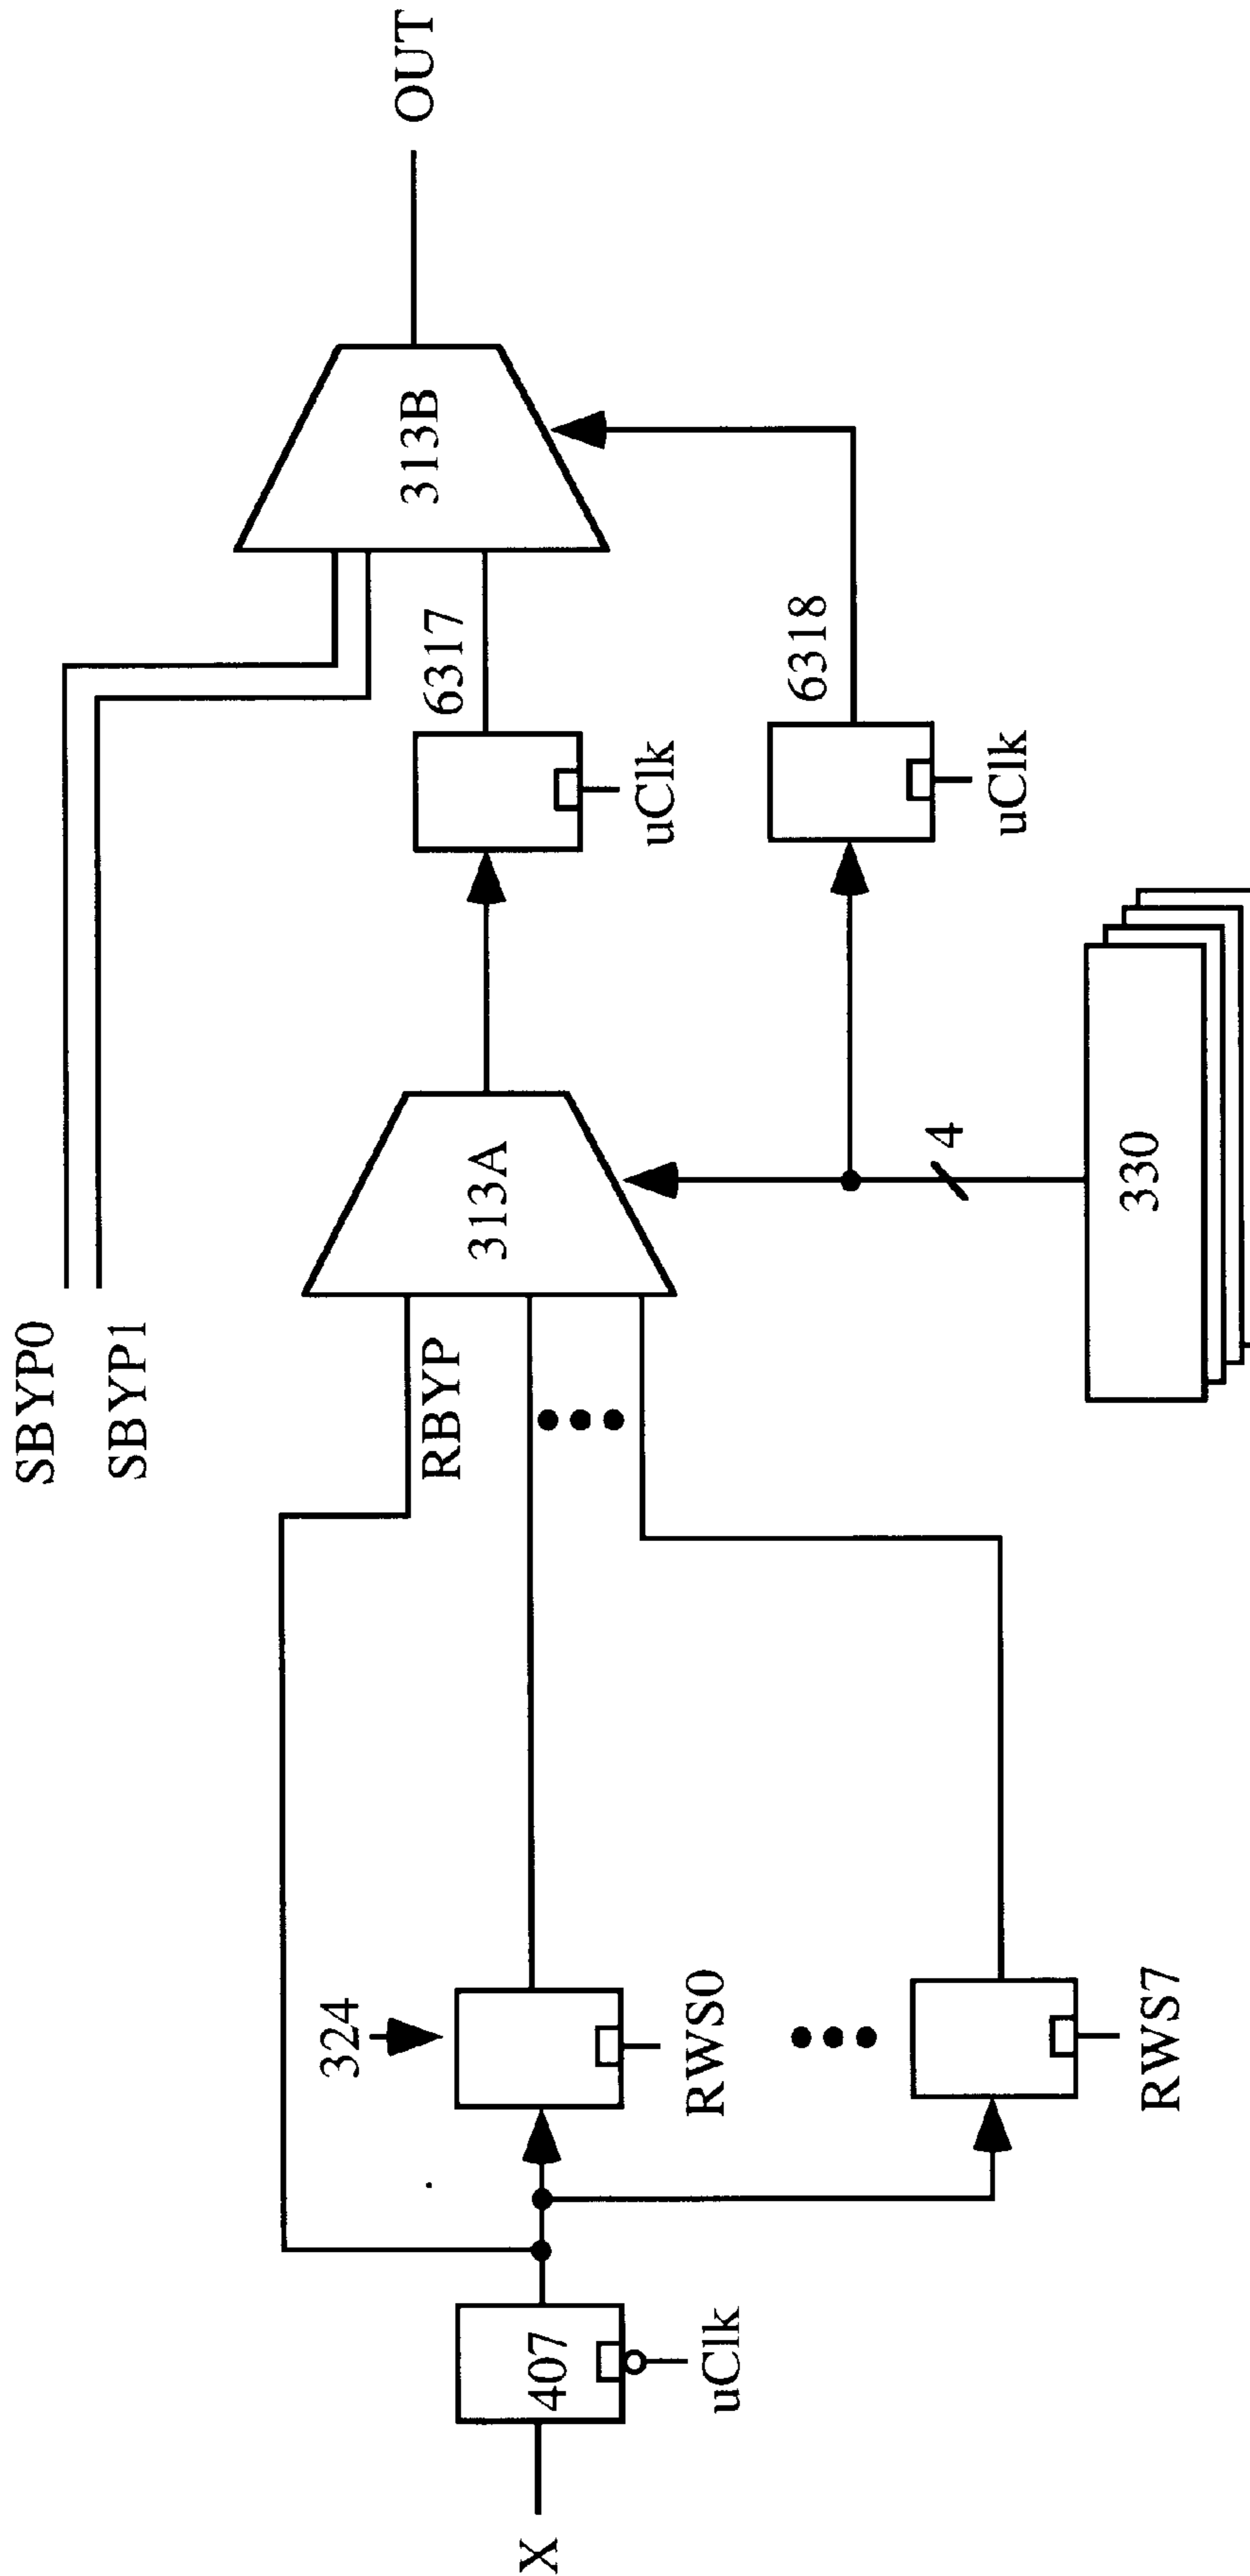 SBYP0
SBYP1
OUT
313B
6317
uClk
6318
uClk
313A
RBYP
4
330
324
RWS0
RWS7
407
uClk
X